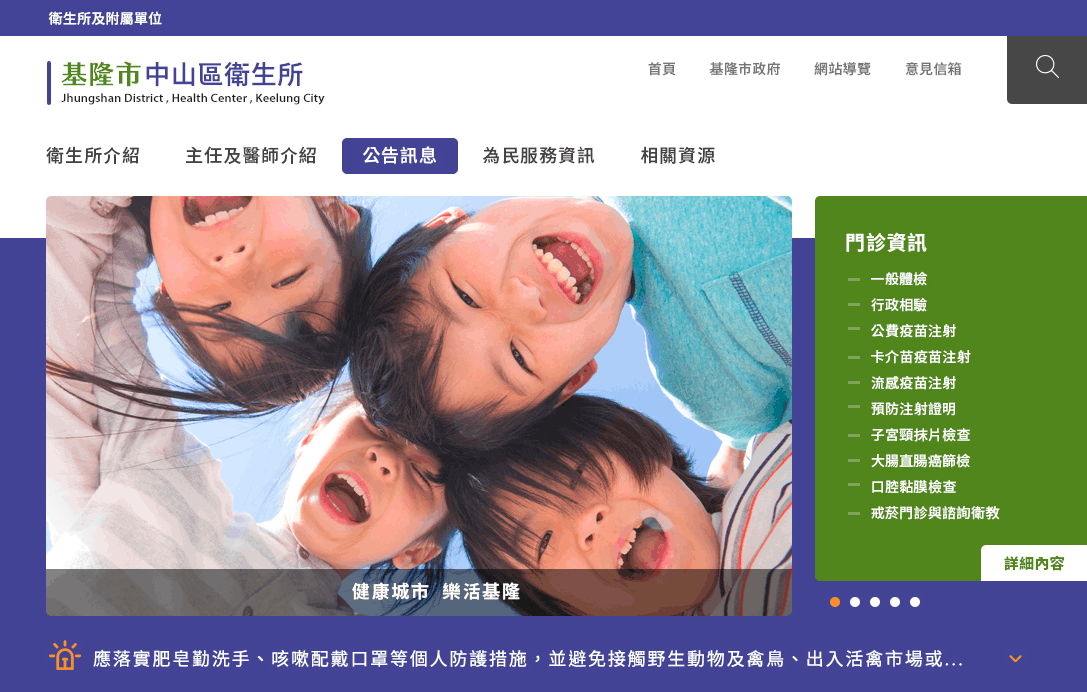 衛生所及附屬單位
基隆市中山區衛生所
Jhungshan District , Health Center , Keelung City
首頁 基隆市政府 網站導覽 意見信箱
衛生所介紹 主任及醫師介紹 公告訊息 為民服務資訊 相關資源
門診資訊
一般體檢
行政相驗
公費疫苗注射
卡介苗疫苗注射
流感疫苗注射
預防注射證明
子宮頸抹片檢查
大腸直腸癌篩檢
口腔黏膜檢查
戒菸門診與諮詢衛教
詳細內容
健康城市 樂活基隆
應落實肥皂勤洗手、咳嗽配戴口罩等個人防護措施，並避免接觸野生動物及禽鳥、出入活禽市場或...